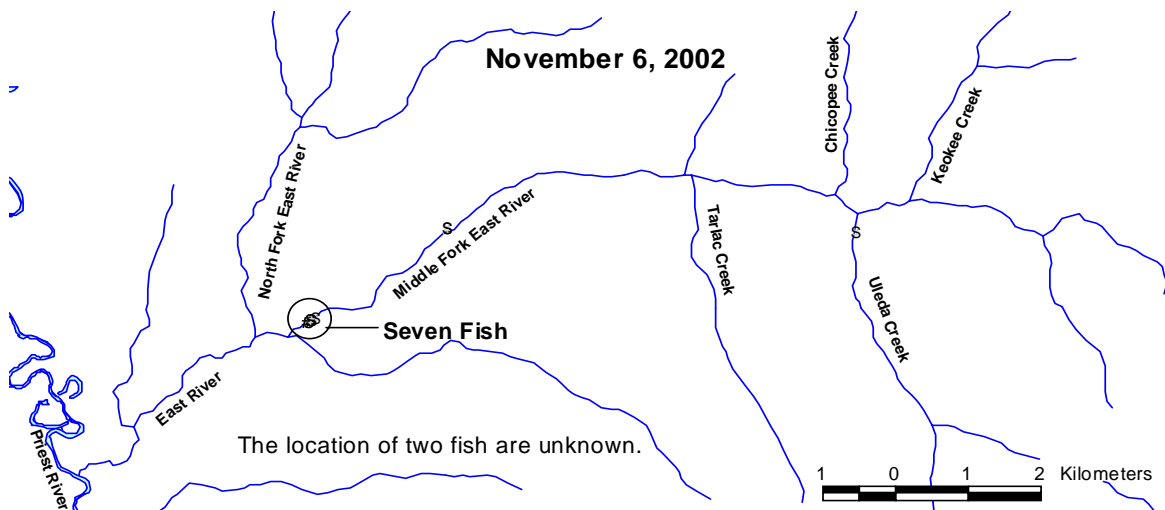 November 6, 2002
Chicopee Creek
Keokee Creek
North Fork East River
S
Middle Fork East River
Tarlac Creek
S
Uleda Creek
S
Seven Fish
East River
Priest River
The location of two fish are unknown.
1 0 1 2 Kilometers